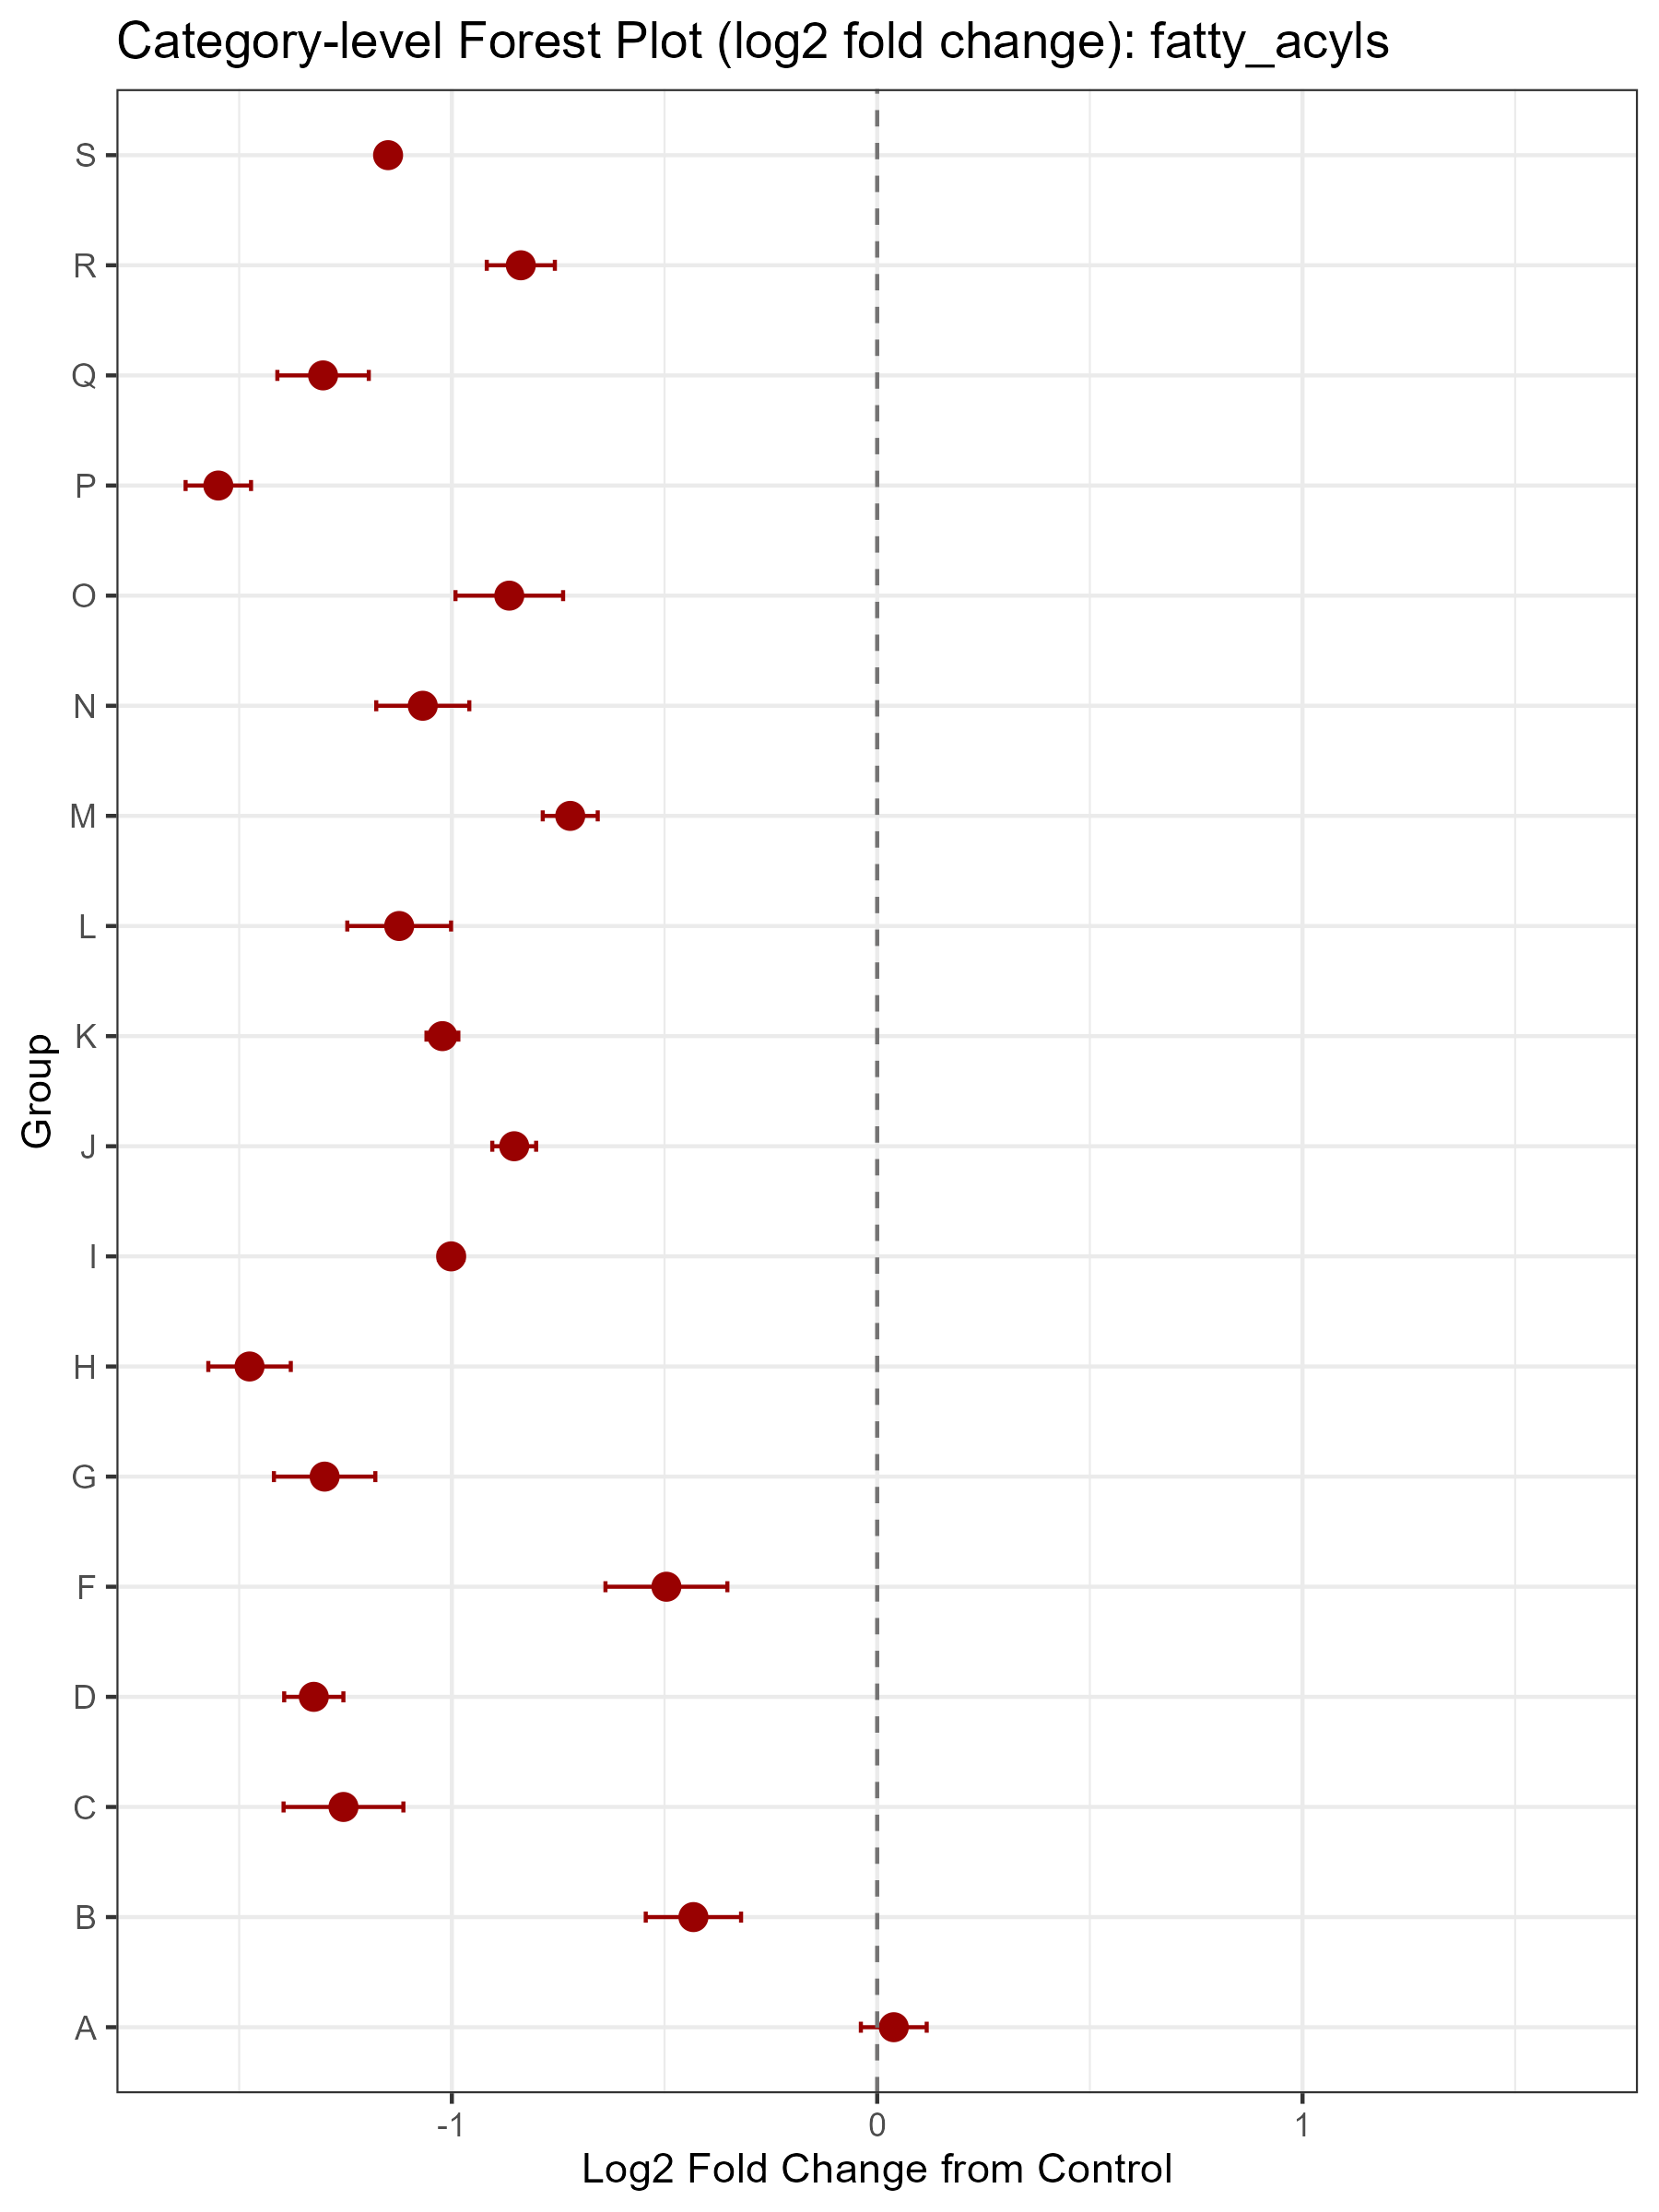 Category-level Forest Plot (log2 fold change): fatty_acyls
S
R
Q
P
O
N
M
L
K
J
I
H
G
F
D
C
B
A
Group
-1
0
1
Log2 Fold Change from Control